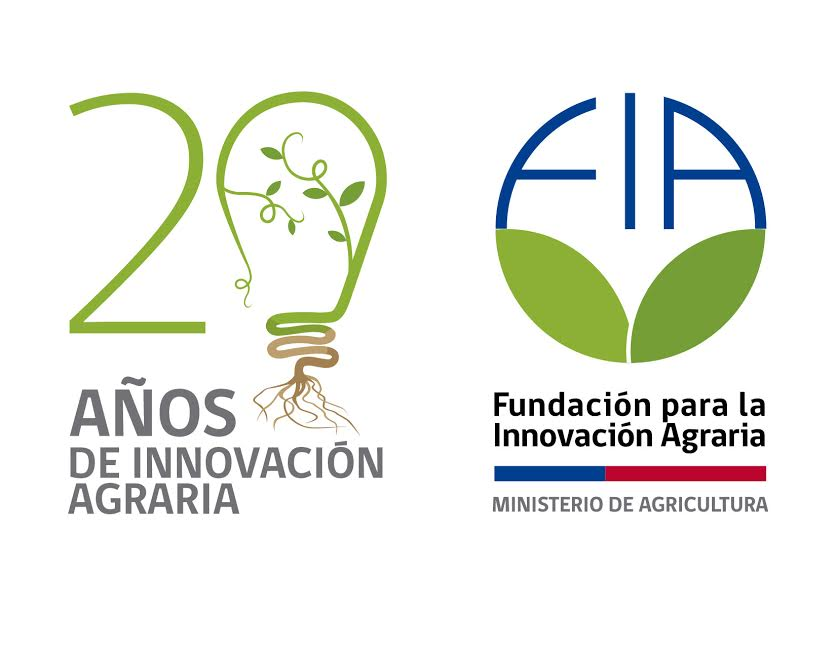 20
AÑOS
DE INNOVACIÓN
AGRARIA
FIA
Fundación para la
Innovación Agraria
MINISTERIO DE AGRICULTURA